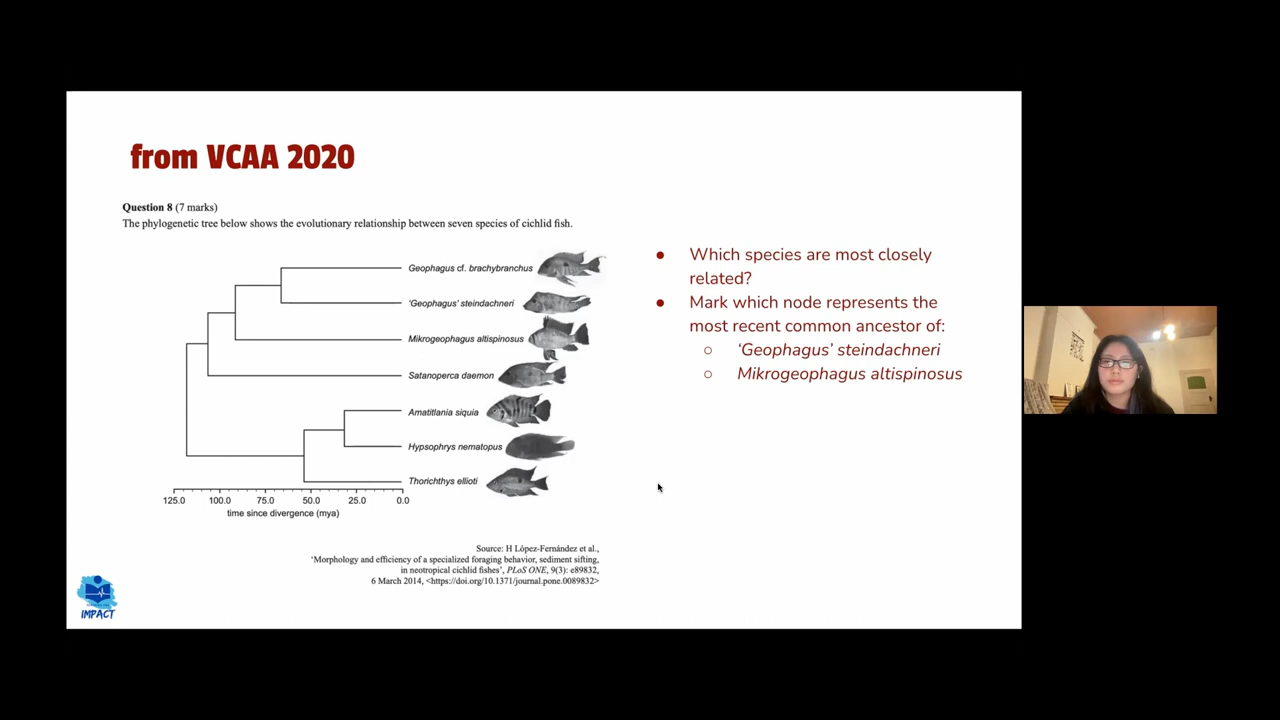 from VCAA 2020
Question 8 (7 marks)
The phylogenetic tree below shows the evolutionary relationship between seven species of cichlid fish.
Geophagus cf. brachybranchus
'Geophagus' steindachneri
Mikrogeophagus altispinosus
Satanoperca daemon
Amatitlania siquia
Hypsophrys nematopus
Thorichthys ellioti
125.0 100.0 75.0 50.0 25.0 0.0
time since divergence (mya)
Source: H López-Fernández et al.,
'Morphology and efficiency of a specialized foraging behavior, sediment sifting,
in neotropical cichlid fishes', PLoS ONE, 9(3): e89832,
6 March 2014, <https://doi.org/10.1371/journal.pone.0089832>
● Which species are most closely
related?
● Mark which node represents the
most recent common ancestor of:
○ ‘Geophagus’ steindachneri
○ Mikrogeophagus altispinosus
IMPACT